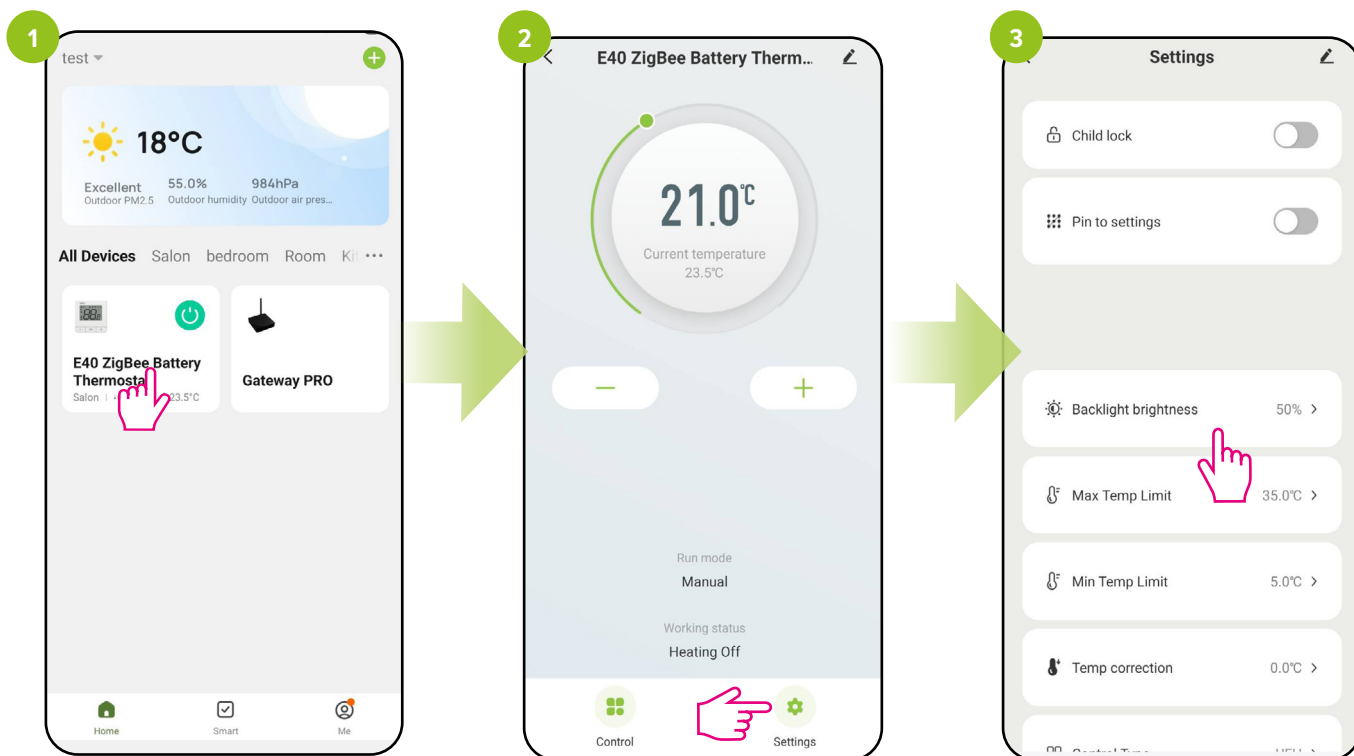 1
test
18°C
Excellent 55.0% 984hPa
Outdoor PM2.5 Outdoor humidity Outdoor air pres...
All Devices Salon bedroom Room Ki
E40 ZigBee Battery
Thermosta
Salon 23.5°C
Gateway PRO
Home Smart Me
2
E40 ZigBee Battery Therm..
21.0°C
Current temperature
23.5°C
Run mode
Manual
Working status
Heating Off
Control Settings
3
Settings
Child lock
Pin to settings
Backlight brightness 50%
Max Temp Limit 35.0°C
Min Temp Limit 5.0°C
Temp correction 0.0°C